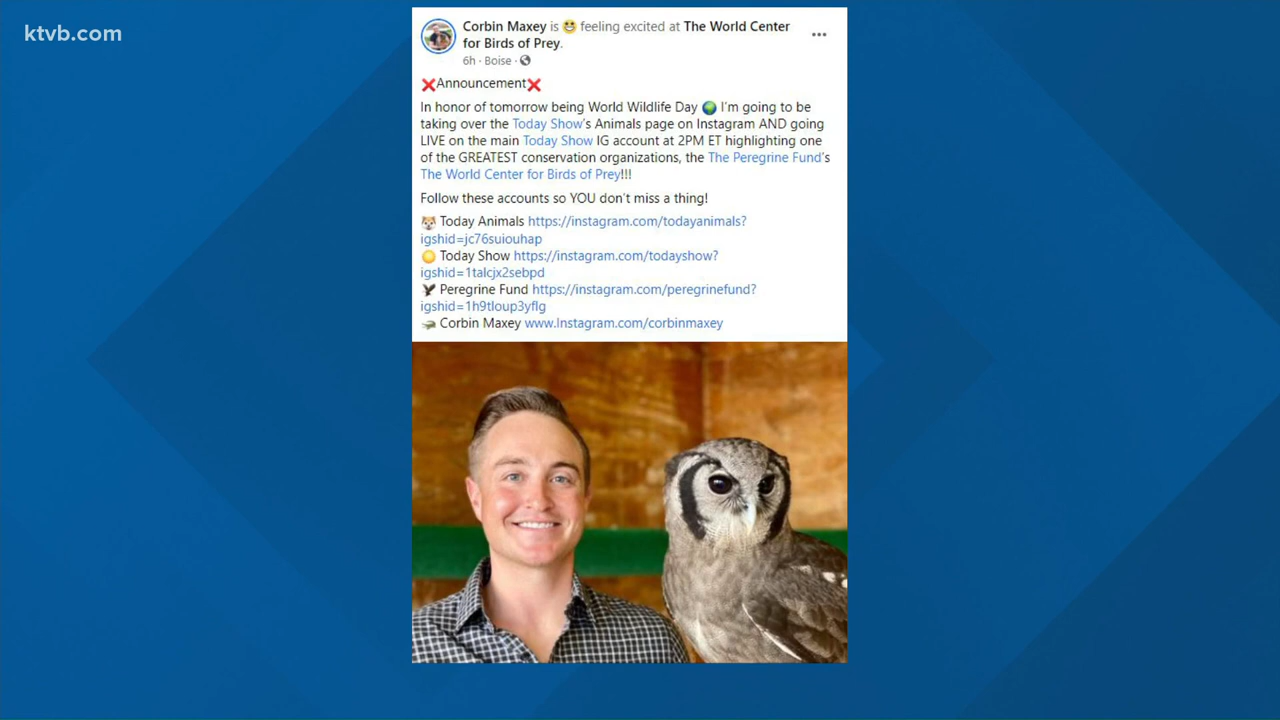 ktvb.com
Corbin Maxey is 😃 feeling excited at The World Center
for Birds of Prey.
6h · Boise ·
❌Announcement❌
In honor of tomorrow being World Wildlife Day 🌍 I'm going to be
taking over the Today Show's Animals page on Instagram AND going
LIVE on the main Today Show IG account at 2PM ET highlighting one
of the GREATEST conservation organizations, the The Peregrine Fund's
The World Center for Birds of Prey!!!
Follow these accounts so YOU don't miss a thing!
🐹 Today Animals https://instagram.com/todayanimals?
igshid=jc76suiouhap
🌞 Today Show https://instagram.com/todayshow?
igshid=1talcjx2sebpd
🦅 Peregrine Fund https://instagram.com/peregrinefund?
igshid=1h9tloup3yflg
🐊 Corbin Maxey www.Instagram.com/corbinmaxey